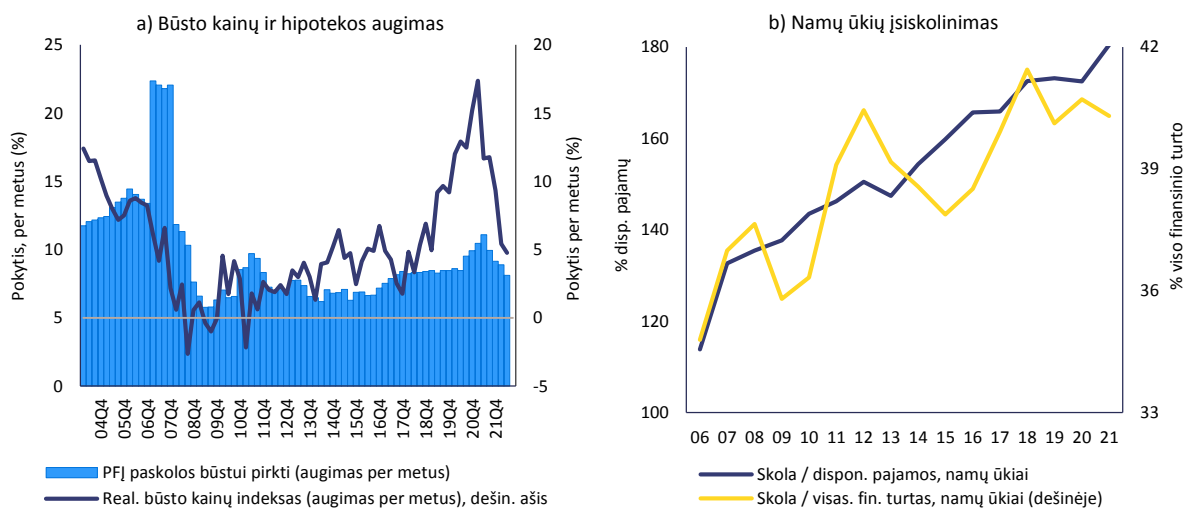 a) Būsto kainų ir hipotekos augimas
25
20
15
10
5
0
Pokytis, per metus (%)
20
15
10
5
0
-5
Pokytis per metus (%)
04Q4
05Q4
06Q4
07Q4
08Q4
09Q4
10Q4
11Q4
12Q4
13Q4
14Q4
15Q4
16Q4
17Q4
18Q4
19Q4
20Q4
21Q4
PFĮ paskolos būstui pirkti (augimas per metus)
Real. būsto kainų indeksas (augimas per metus), dešin. ašis
b) Namų ūkių įsiskolinimas
180
160
140
120
100
% disp. pajamų
42
39
36
33
% viso finansinio turto
06 07 08 09 10 11 12 13 14 15 16 17 18 19 20 21
Skola / dispon. pajamos, namų ūkiai
Skola / visas. fin. turtas, namų ūkiai (dešinėje)